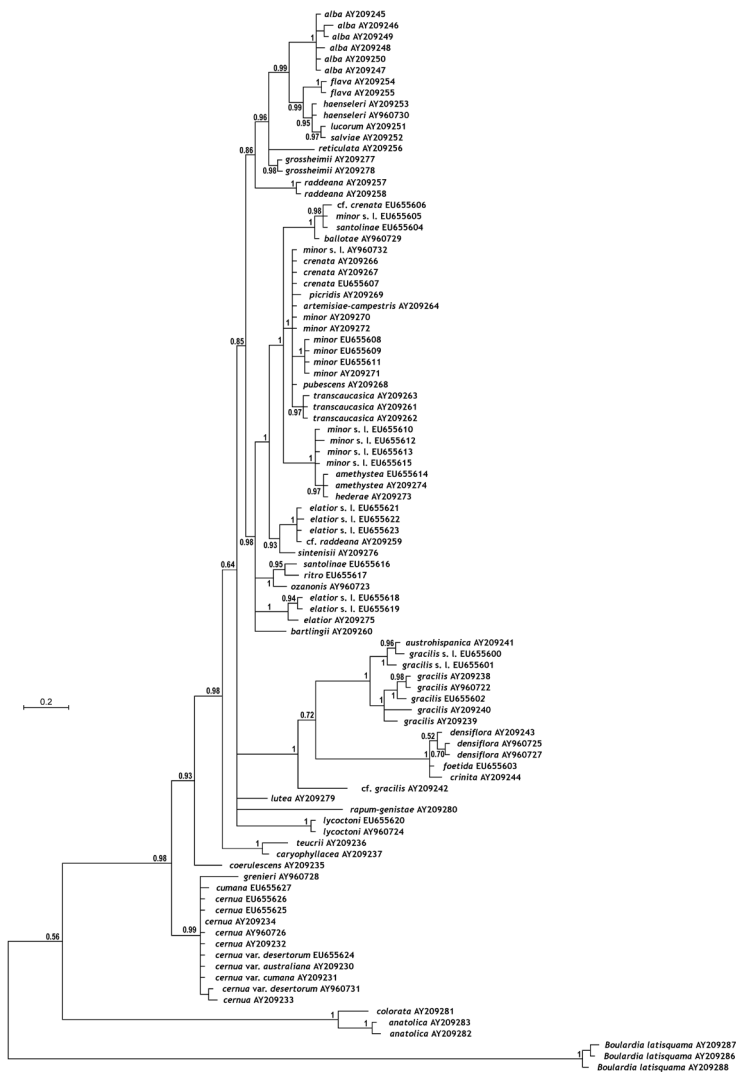 alba AY209245
alba AY209246
alba AY209249
1
alba AY209248
alba AY209250
0.99
alba AY209247
1
flava AY209254
flava AY209255
0.99
haenseleri AY209253
0.96
0.95
haenseleri AY960730
lucorum AY209251
0.97
salviae AY209252
0.86
reticulata AY209256
grossheimii AY209277
0.98
grossheimii AY209278
1
raddeana AY209257
raddeana AY209258
cf. crenata EU655606
0.98
minor s. l. EU655605
1
santolinae EU655604
ballotae AY960729
minor s. l. AY960732
crenata AY209266
crenata AY209267
crenata EU655607
picridis AY209269
artemisiae-campestris AY209264
minor AY209270
1
minor AY209272
0.85
1
minor EU655608
1
minor EU655609
minor EU655611
minor AY209271
pubescens AY209268
transcaucasica AY209263
0.97
transcaucasica AY209261
transcaucasica AY209262
minor s. l. EU655610
1
minor s. l. EU655612
minor s. l. EU655613
1
minor s. l. EU655615
amethystea EU655614
0.97
amethystea AY209274
hederae AY209273
elatior s. l. EU655621
1
elatior s. l. EU655622
elatior s. l. EU655623
0.98
0.93
cf. raddeana AY209259
sintenisii AY209276
0.64
0.95
santolinae EU655616
ritro EU655617
1
ozanonis AY960723
0.94
elatior s. l. EU655618
1
elatior s. l. EU655619
elatior AY209275
bartlingii AY209260
0.96
austrohispanica AY209241
gracilis s. l. EU655600
1
gracilis s. l. EU655601
1
0.98
gracilis AY209238
gracilis AY960722
0.98
1
gracilis EU655602
1
gracilis AY209240
0.2
0.72
gracilis AY209239
0.52
densiflora AY209243
densiflora AY960725
1
0.70
densiflora AY960727
1
foetida EU655603
crinita AY209244
0.93
cf. gracilis AY209242
lutea AY209279
rapum-genistae AY209280
1
lycoctoni EU655620
lycoctoni AY960724
1
teucrii AY209236
caryophyllacea AY209237
0.98
coerulescens AY209235
grenieri AY960728
cumana EU655627
cernua EU655626
cernua EU655625
cernua AY209234
0.99
cernua AY960726
0.56
cernua AY209232
cernua var. desertorum EU655624
cernua var. australiana AY209230
cernua var. cumana AY209231
cernua var. desertorum AY960731
cernua AY209233
1
colorata AY209281
1
anatolica AY209283
anatolica AY209282
Boulardia latisquama AY209287
1
Boulardia latisquama AY209286
Boulardia latisquama AY209288